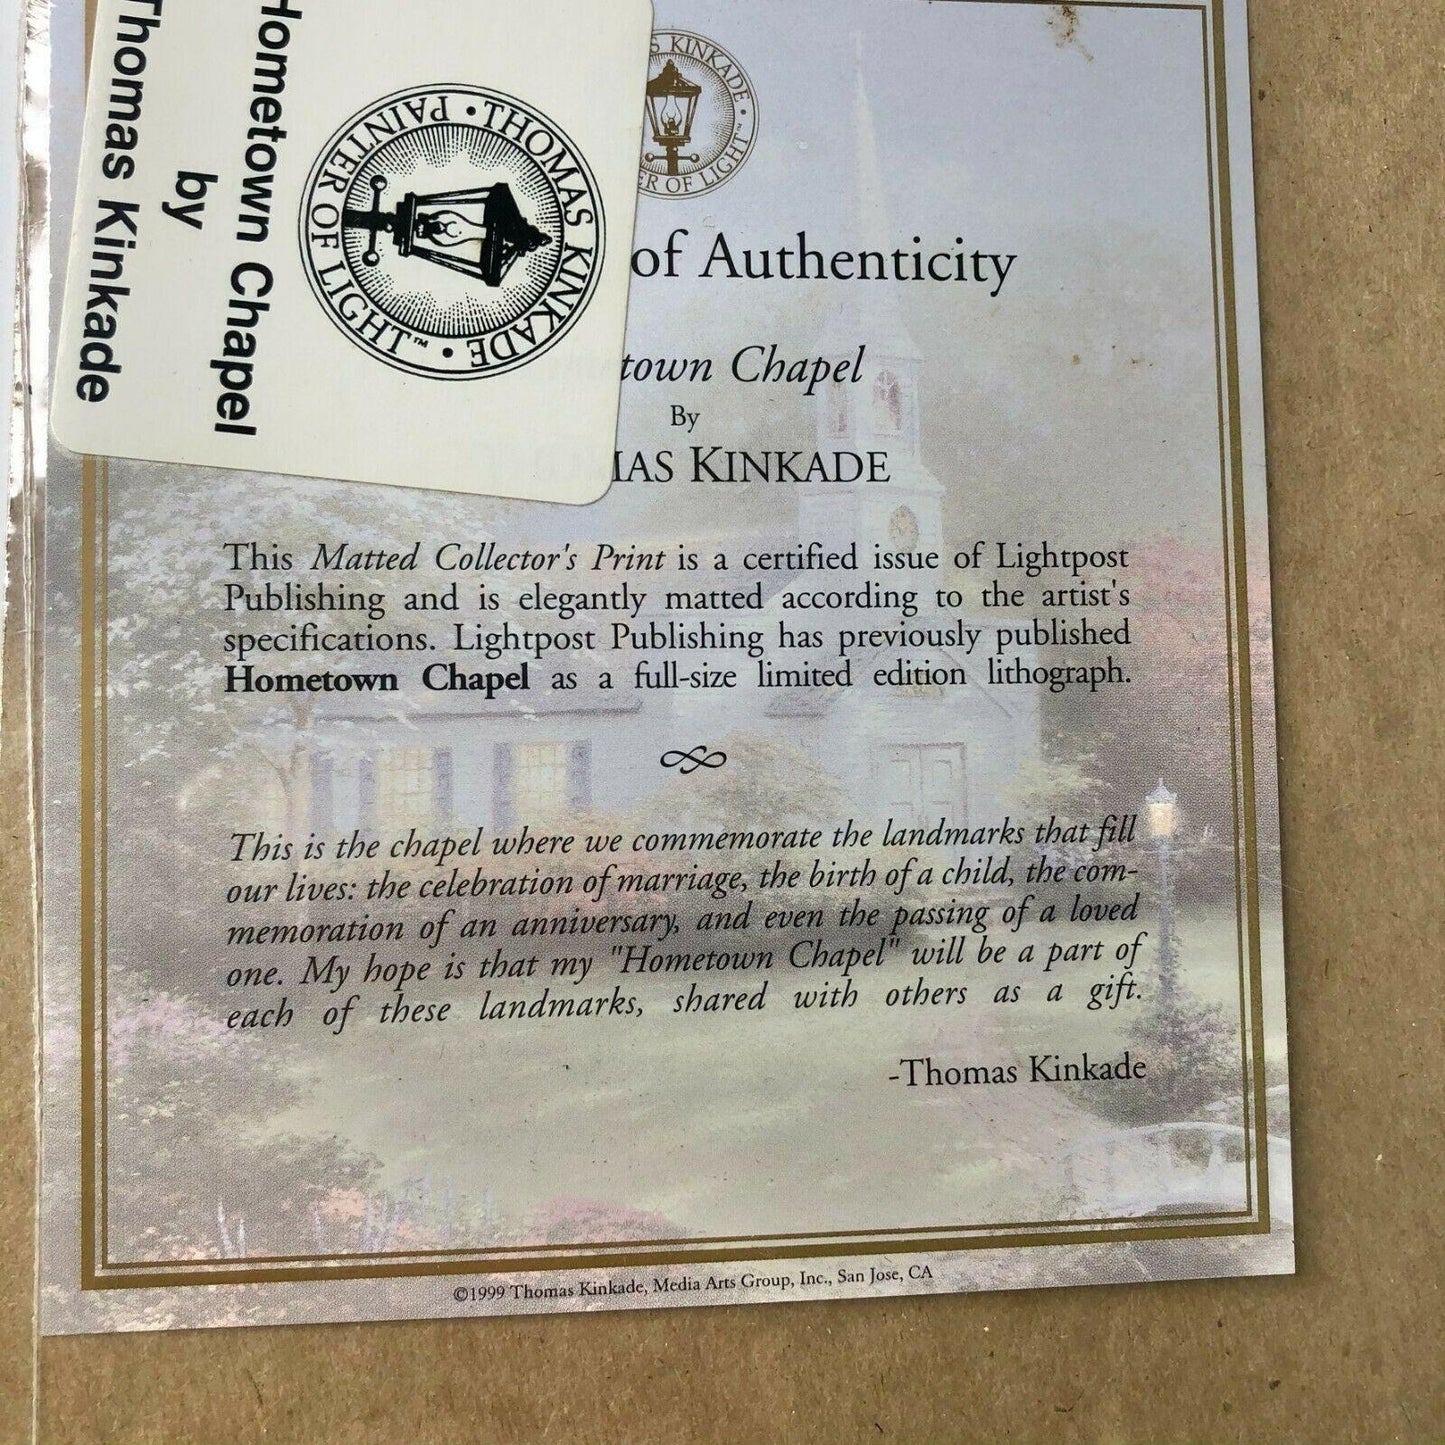 Hometown Chapel
by
Thomas Kinkade
THOMAS KINKADE • PAINTER OF LIGHT™ •
KINKADE •
OF LIGHT™
of Authenticity
town Chapel
By
MAS KINKADE
This Matted Collector's Print is a certified issue of Lightpost
Publishing and is elegantly matted according to the artist's
specifications. Lightpost Publishing has previously published
Hometown Chapel as a full-size limited edition lithograph.
This is the chapel where we commemorate the landmarks that fill
our lives: the celebration of marriage, the birth of a child, the com-
memoration of an anniversary, and even the passing of a loved
one. My hope is that my "Hometown Chapel" will be a part of
each of these landmarks, shared with others as a gift.
-Thomas Kinkade
©1999 Thomas Kinkade, Media Arts Group, Inc., San Jose, CA